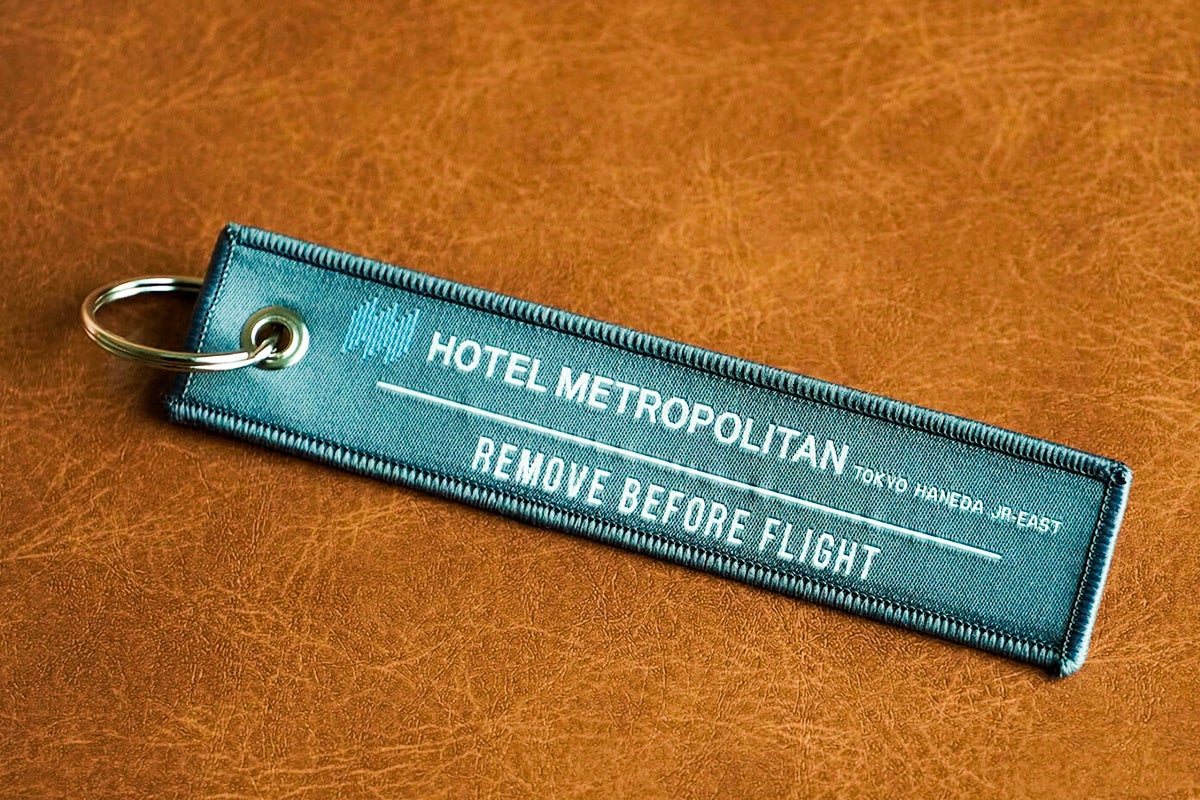 HOTEL METROPOLITAN TOKYO HANEDA JR-EAST
REMOVE BEFORE FLIGHT